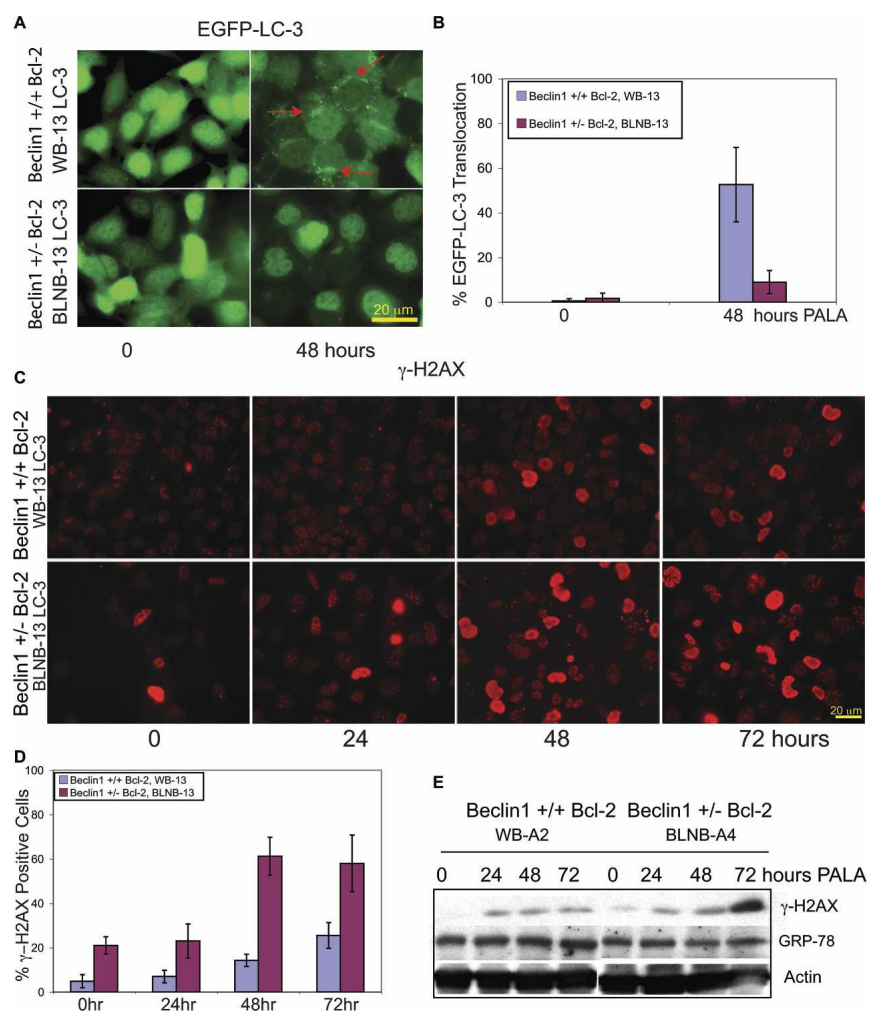 A
EGFP-LC-3
Beclin1 +/+ Bcl-2
WB-13 LC-3
Beclin1 +/- Bcl-2
BLNB-13 LC-3
20 µm
0
48 hours
B
% EGFP-LC-3 Translocation
100
80
60
40
20
0
Beclin1 +/+ Bcl-2, WB-13
Beclin1 +/- Bcl-2, BLNB-13
0
48 hours PALA
C
γ-H2AX
Beclin1 +/+ Bcl-2
WB-13 LC-3
Beclin1 +/- Bcl-2
BLNB-13 LC-3
20 µm
0
24
48
72 hours
D
% γ–H2AX Positive Cells
100
80
60
40
20
0
Beclin1 +/+ Bcl-2, WB-13
Beclin1 +/- Bcl-2, BLNB-13
0hr
24hr
48hr
72hr
E
Beclin1 +/+ Bcl-2 Beclin1 +/- Bcl-2
WB-A2 BLNB-A4
0 24 48 72 0 24 48 72 hours PALA
γ-H2AX
GRP-78
Actin